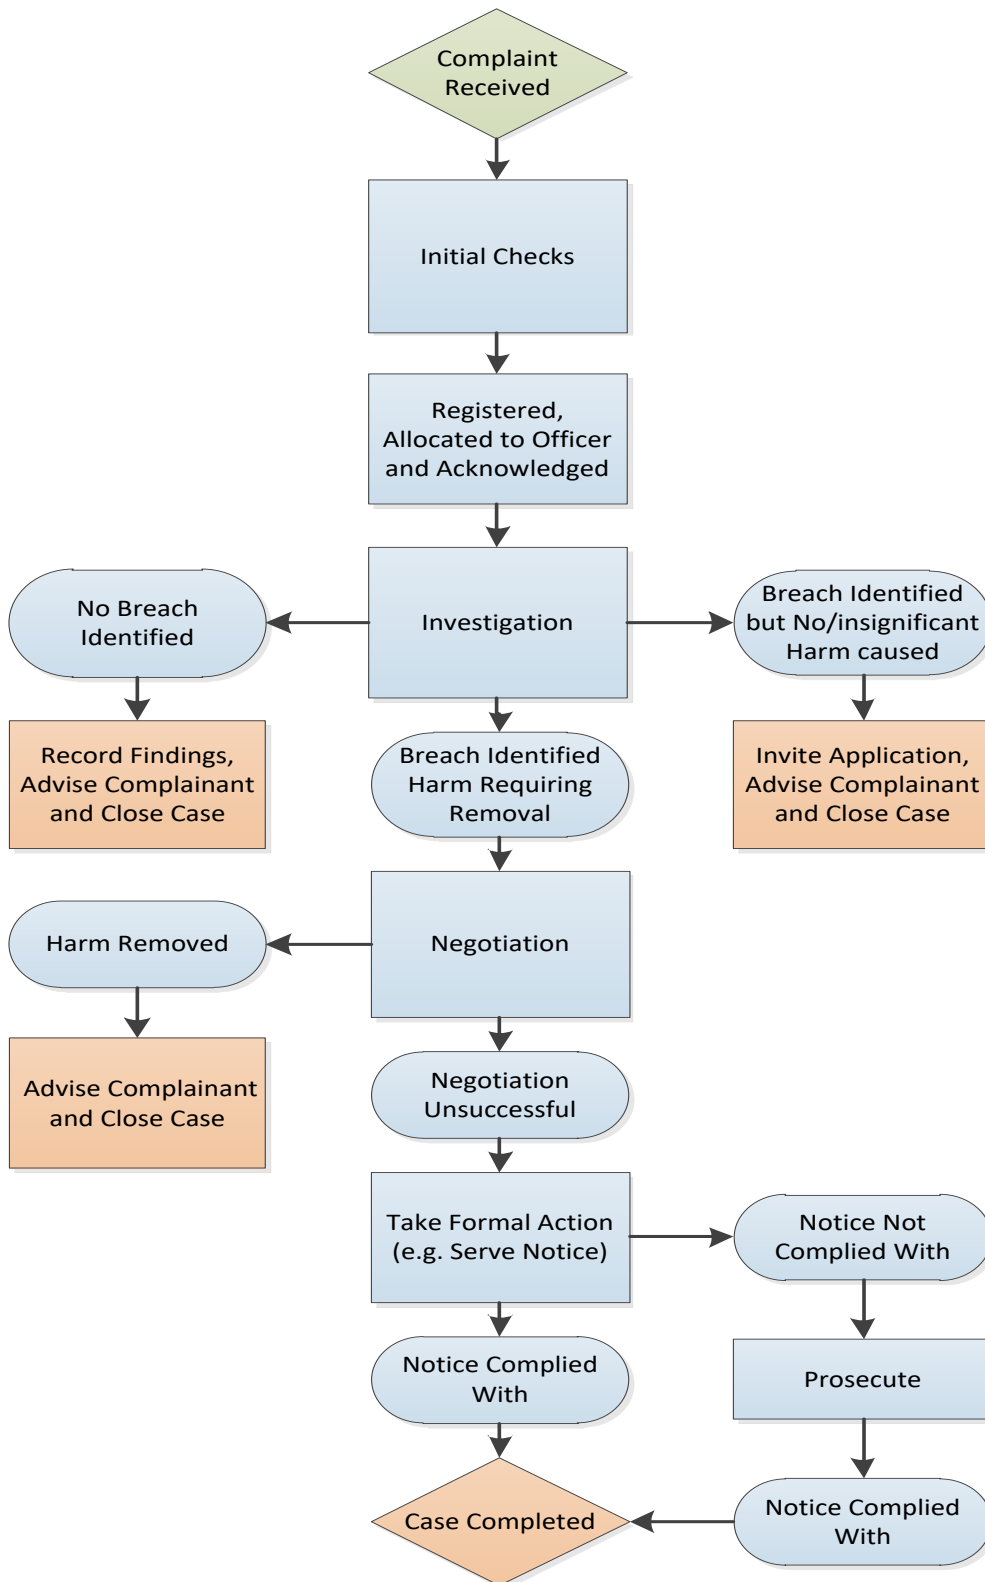 Complaint
Received
Initial Checks
Registered,
Allocated to Officer
and Acknowledged
No Breach
Identified
Investigation
Breach Identified
but No/insignificant
Harm caused
Record Findings,
Advise Complainant
and Close Case
Breach Identified
Harm Requiring
Removal
Invite Application,
Advise Complainant
and Close Case
Harm Removed
Negotiation
Advise Complainant
and Close Case
Negotiation
Unsuccessful
Take Formal Action
(e.g. Serve Notice)
Notice Not
Complied With
Notice Complied
With
Prosecute
Case Completed
Notice Complied
With